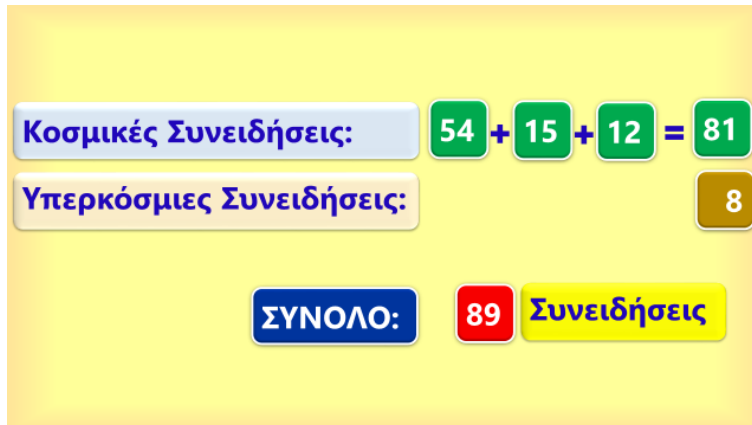 Κοσμικές Συνειδήσεις: 54 + 15 + 12 = 81
Υπερκόσμιες Συνειδήσεις: 8
ΣΥΝΟΛΟ: 89 Συνειδήσεις